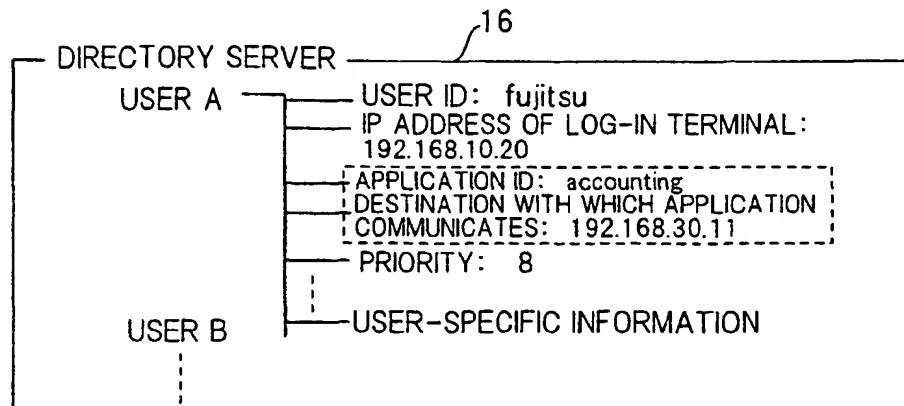 16
DIRECTORY SERVER
USER A
USER ID: fujitsu
IP ADDRESS OF LOG-IN TERMINAL:
192.168.10.20
APPLICATION ID: accounting
DESTINATION WITH WHICH APPLICATION
COMMUNICATES: 192.168.30.11
PRIORITY: 8
USER-SPECIFIC INFORMATION
USER B